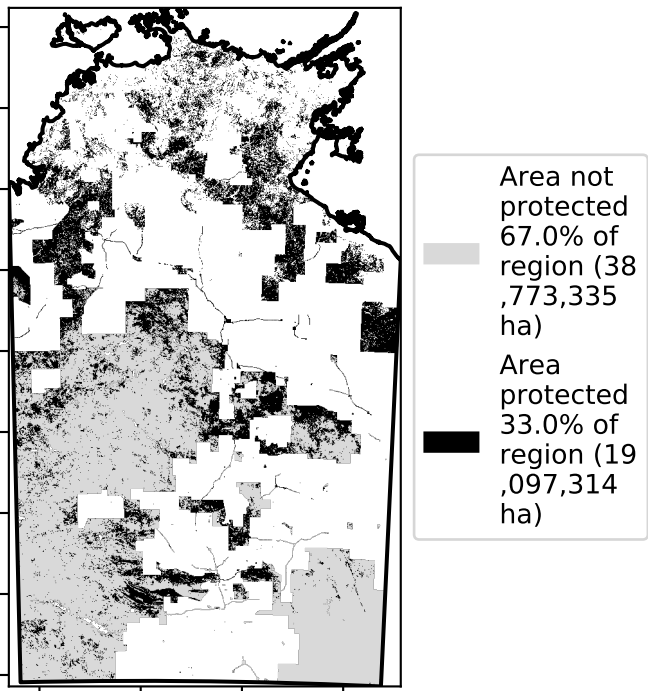 Area not
protected
67.0% of
region (38
,773,335
ha)
Area
protected
33.0% of
region (19
,097,314
ha)